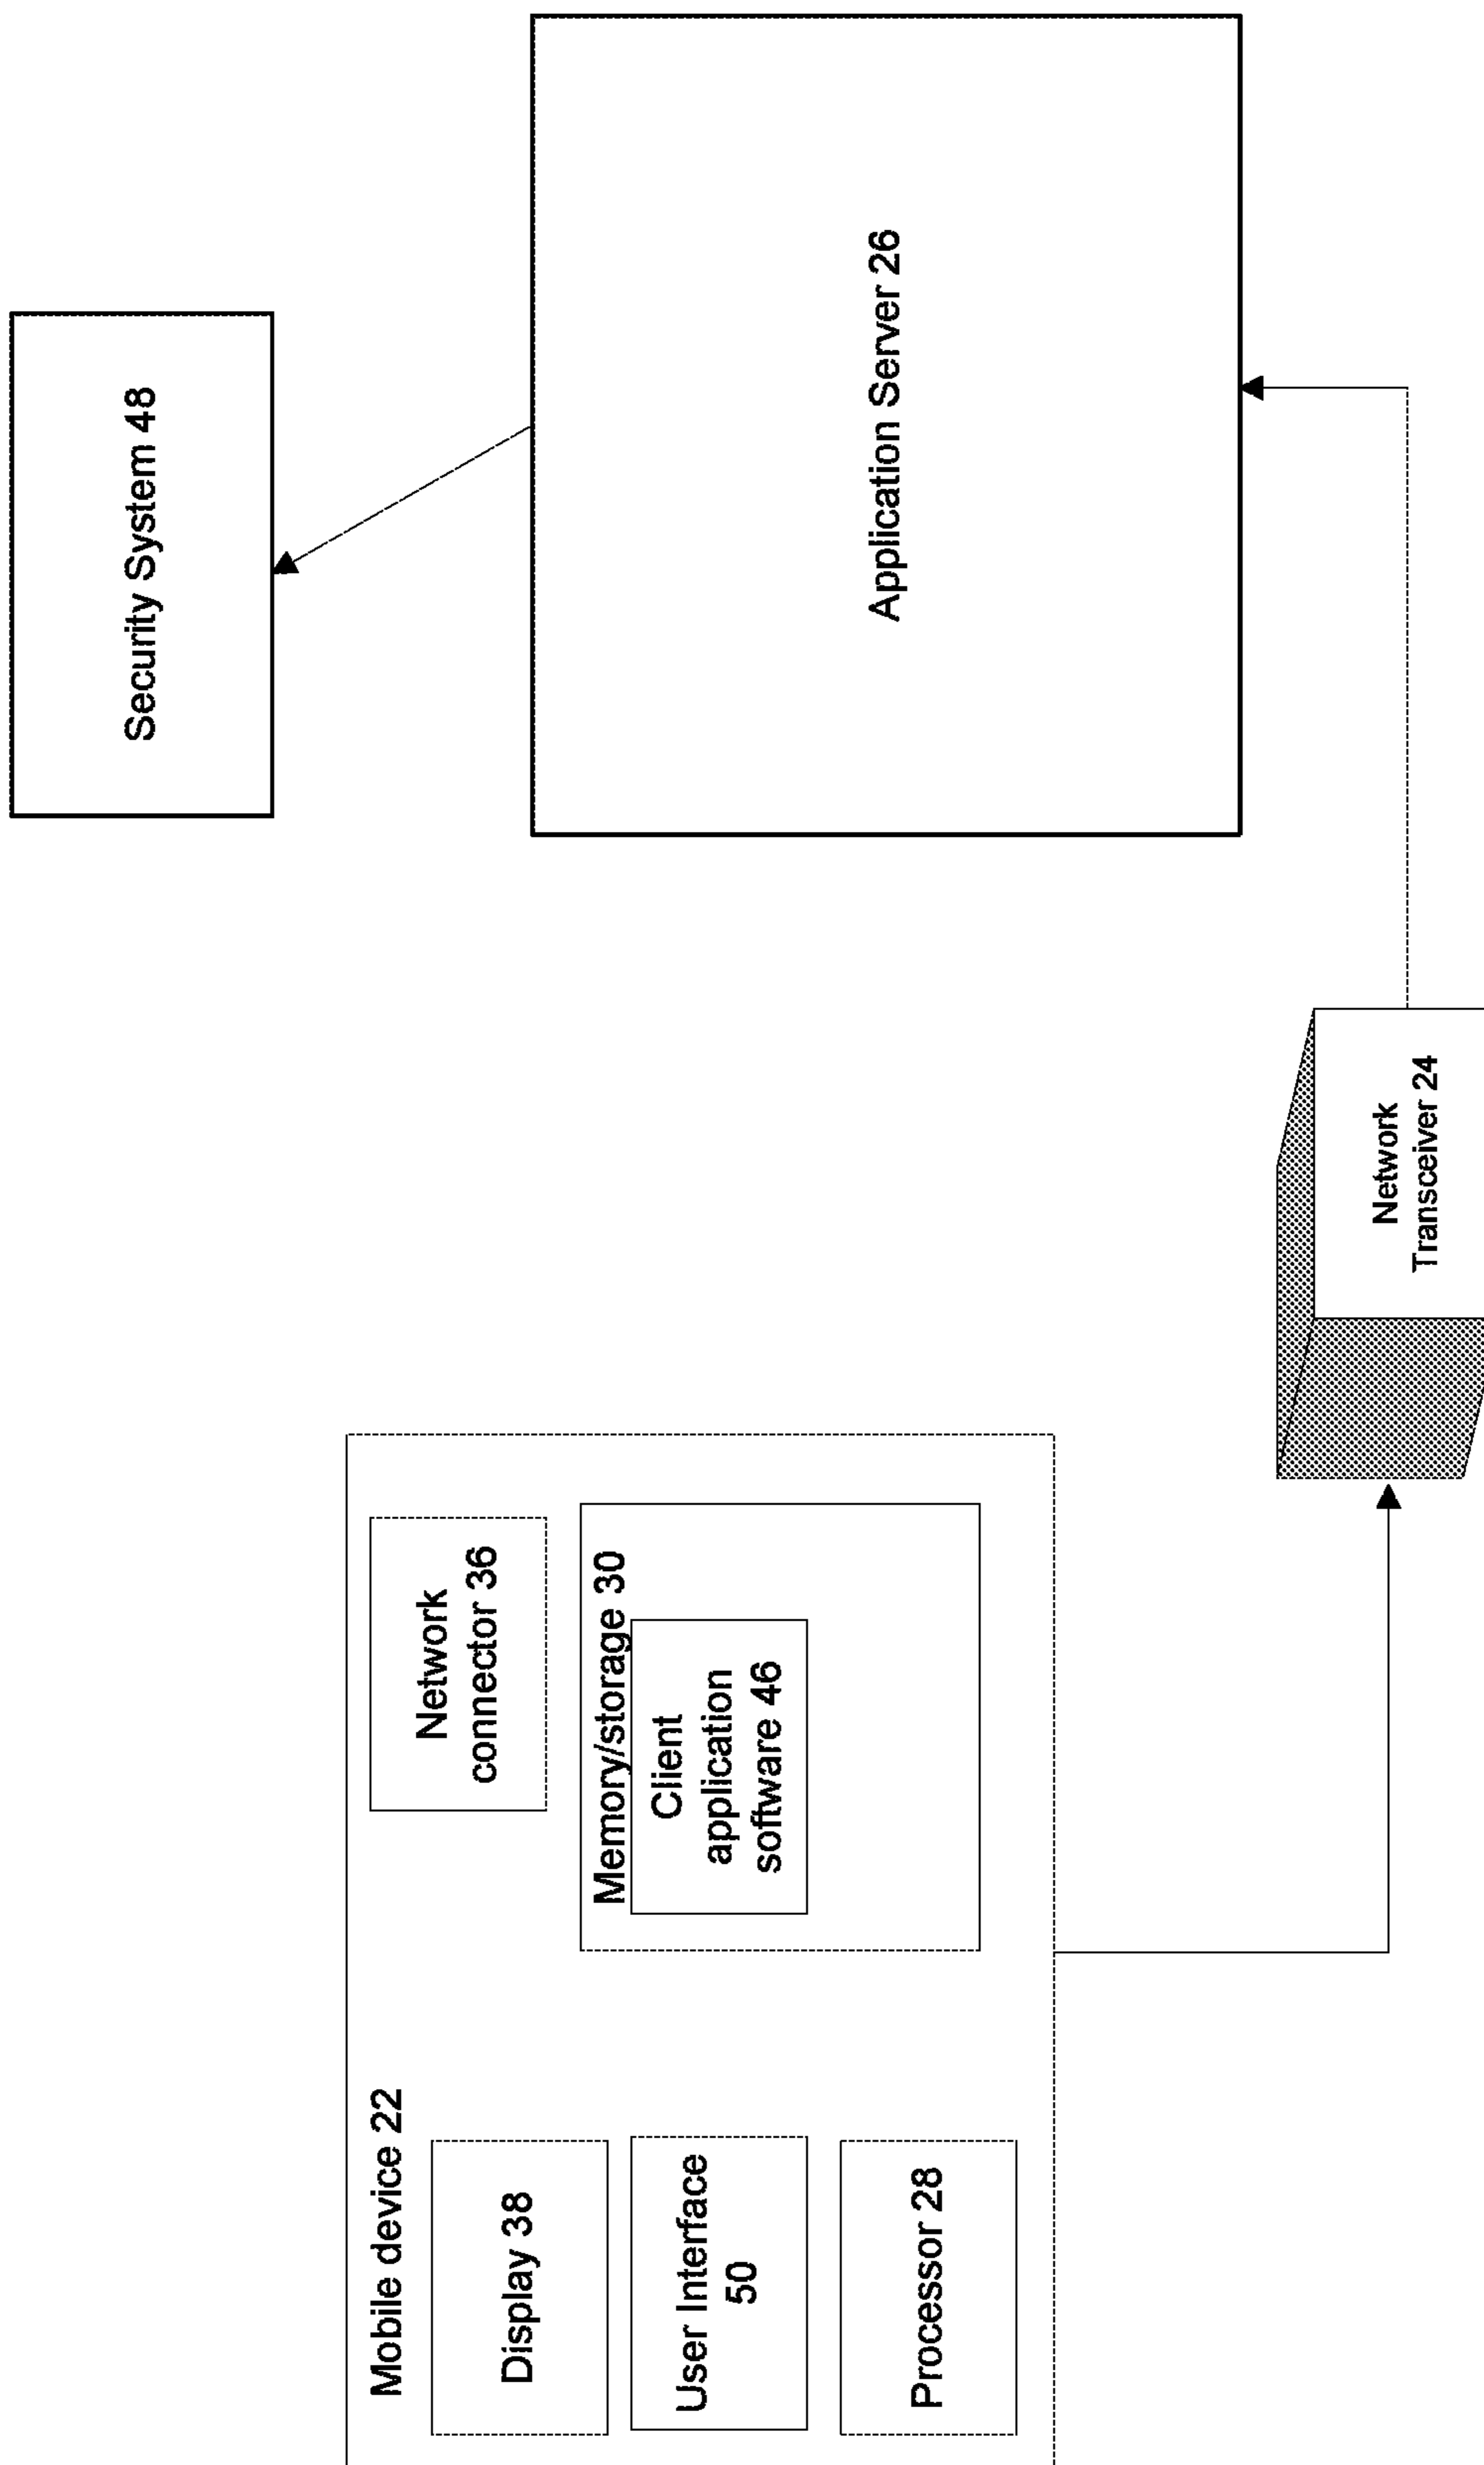 Mobile device 22
Display 38
User Interface
50
Processor 28
Network
connector 36
Memory/storage 30
Client
application
software 46
Network
Transceiver 24
Security System 48
Application Server 26